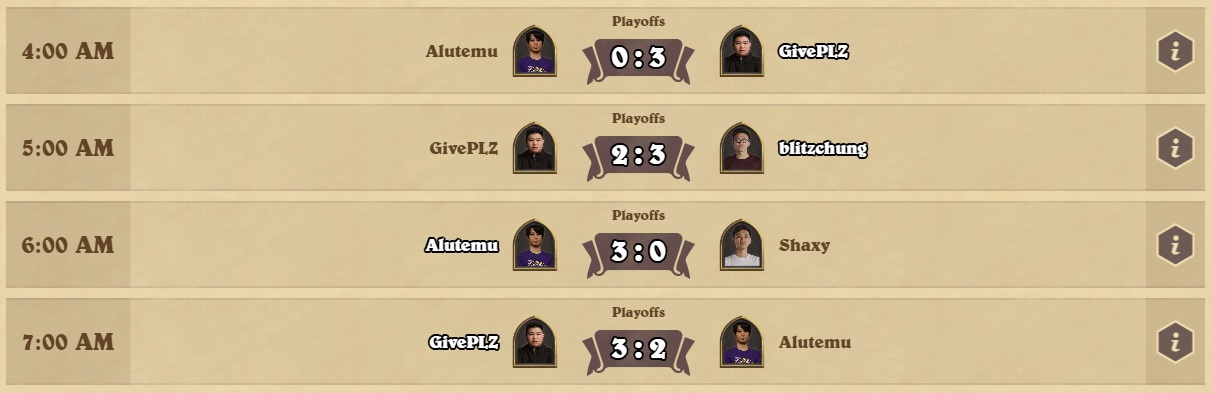 Playoffs
4:00 AM Alutemu 0:3 GivePLZ i
Playoffs
5:00 AM GivePLZ 2:3 blitzchung i
Playoffs
6:00 AM Alutemu 3:0 Shaxy i
Playoffs
7:00 AM GivePLZ 3:2 Alutemu i